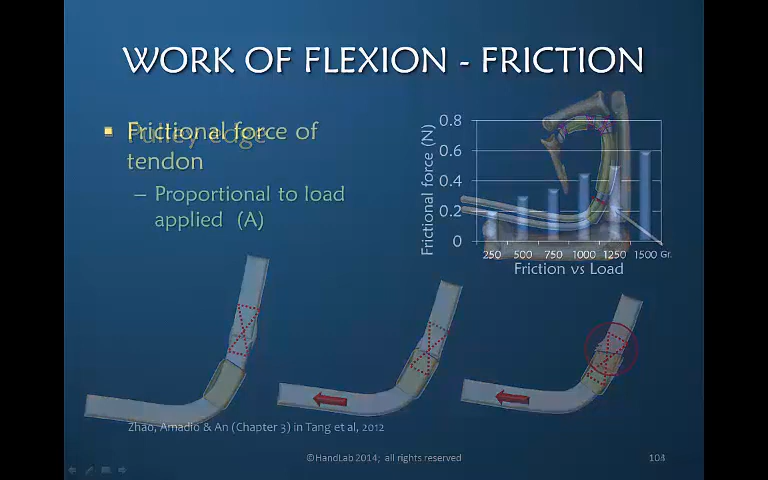 WORK OF FLEXION - FRICTION
Frictional force of
Pulley edge
tendon
– Proportional to load
applied (A)
Frictional force (N)
0.8
0.6
0.4
0.2
0
250 500 750 1000 1250 1500 Gr.
Friction vs Load
Zhao, Amadio & An (Chapter 3) in Tang et al, 2012
©HandLab 2014; all rights reserved